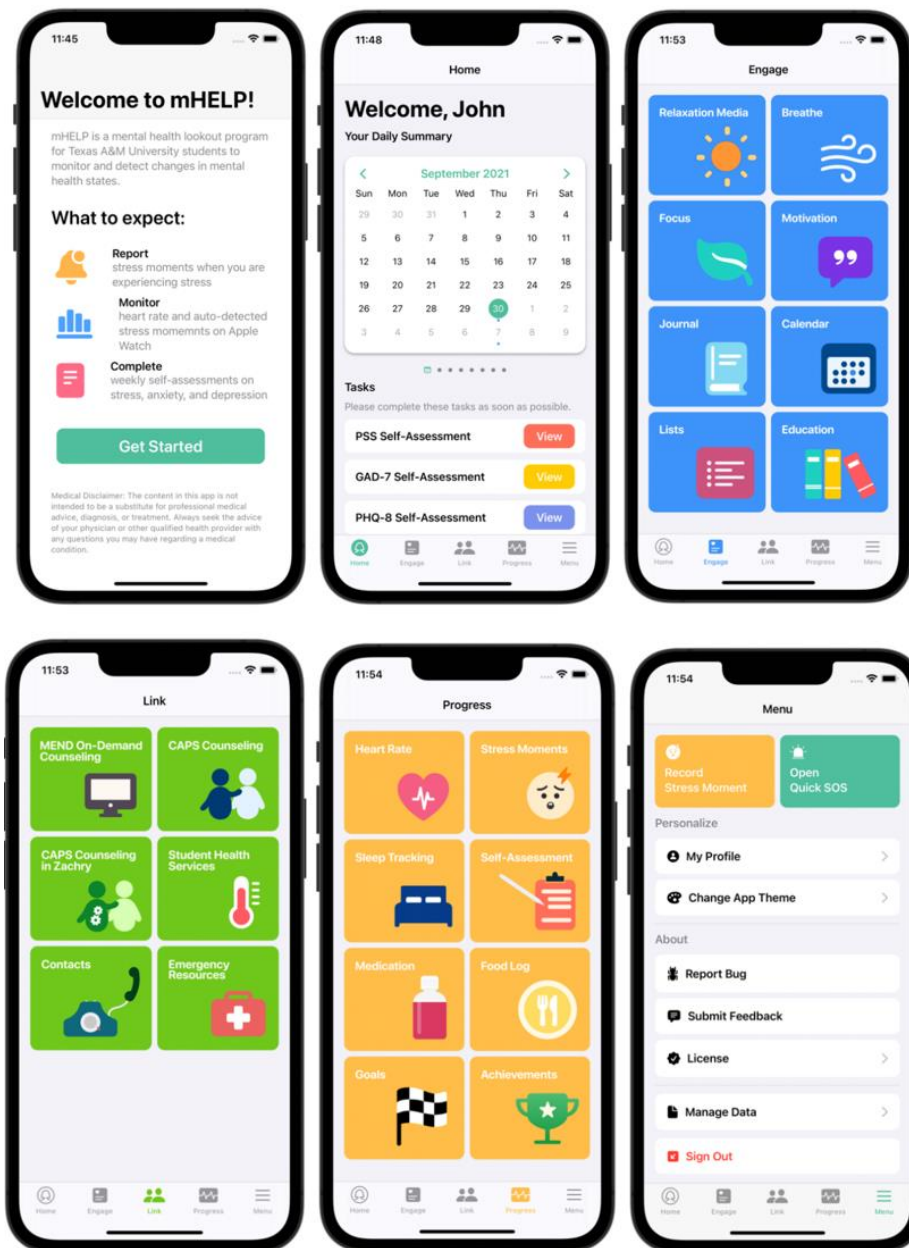 11:45
Welcome to mHELP!
mHELP is a mental health lookout program
for Texas A&M University students to
monitor and detect changes in mental
health states.
What to expect:
Report
stress moments when you are
experiencing stress
Monitor
heart rate and auto-detected
stress momemnts on Apple
Watch
Complete
weekly self-assessments on
stress, anxiety, and depression
Get Started
Medical Disclaimer: The content in this app is not
intended to be a substitute for professional medical
advice, diagnosis, or treatment. Always seek the advice
of your physician or other qualified health provider with
any questions you may have regarding a medical
condition.
11:48
Home
Welcome, John
Your Daily Summary
September 2021
Sun Mon Tue Wed Thu Fri Sat
29 30 31 1 2 3 4
5 6 7 8 9 10 11
12 13 14 15 16 17 18
19 20 21 22 23 24 25
26 27 28 29 30 1 2
3 4 5 6 7 8 9
Tasks
Please complete these tasks as soon as possible.
PSS Self-Assessment View
GAD-7 Self-Assessment View
PHQ-8 Self-Assessment View
Home Engage Link Progress Menu
11:53
Engage
Relaxation Media Breathe
Focus Motivation
Journal Calendar
Lists Education
Home Engage Link Progress Menu
11:53
Link
MEND On-Demand
Counseling
CAPS Counseling
CAPS Counseling
in Zachry
Student Health
Services
Contacts
Emergency
Resources
Home Engage Link Progress Menu
11:54
Progress
Heart Rate Stress Moments
Sleep Tracking Self-Assessment
Medication Food Log
Goals Achievements
Home Engage Link Progress Menu
11:54
Menu
Record
Stress Moment
Open
Quick SOS
Personalize
My Profile
Change App Theme
About
Report Bug
Submit Feedback
License
Manage Data
Sign Out
Home Engage Link Progress Menu